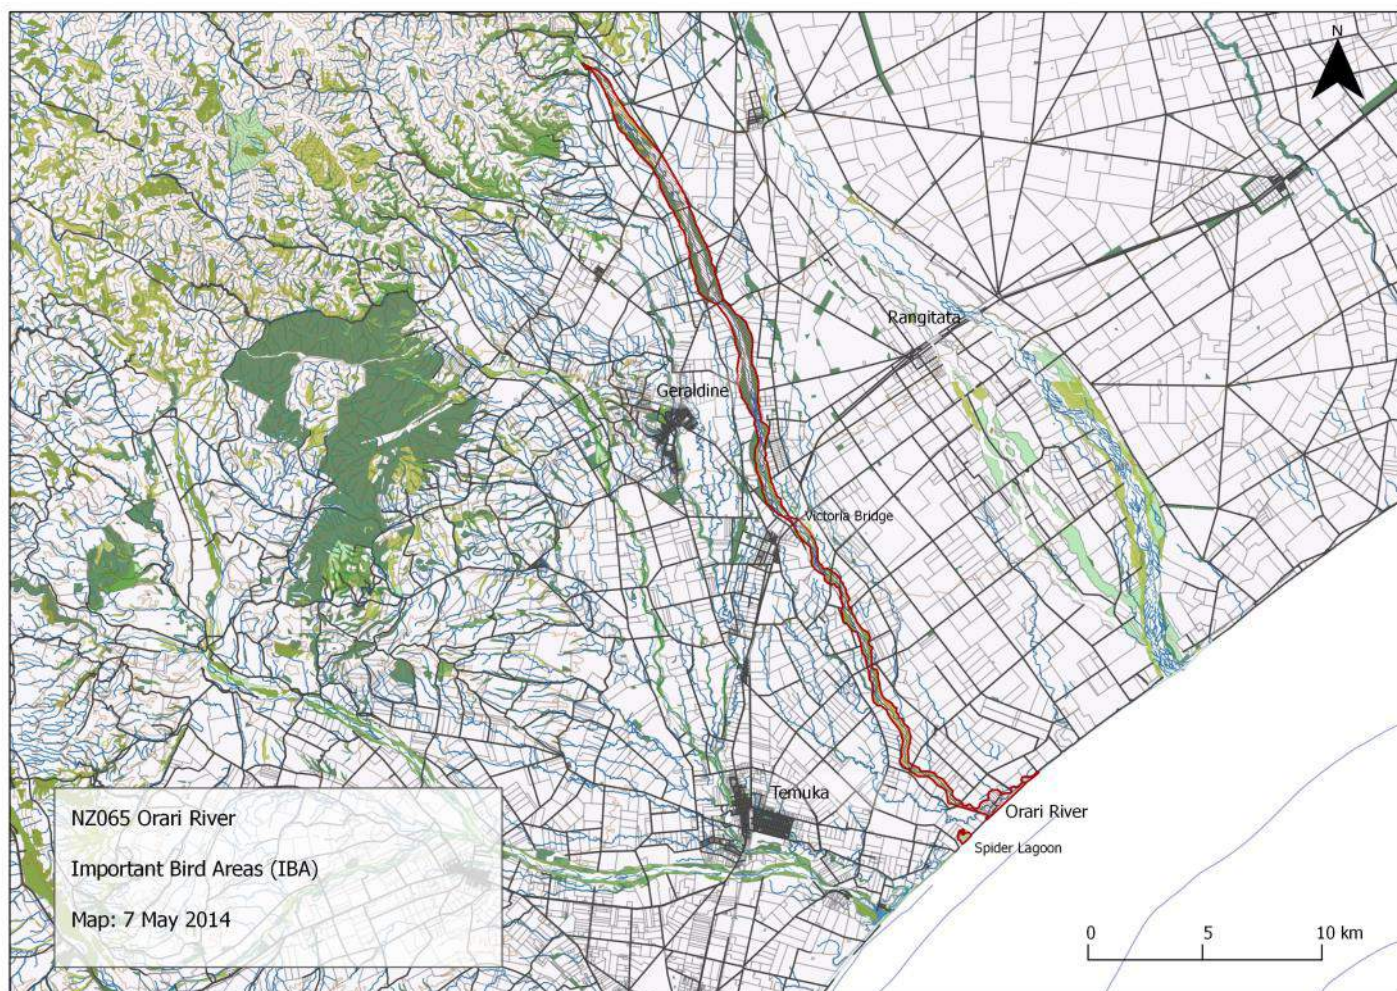 N
Rangitata
Geraldine
Victoria Bridge
Temuka
Orari River
Spider Lagoon
NZ065 Orari River
Important Bird Areas (IBA)
Map: 7 May 2014
0 5 10 km